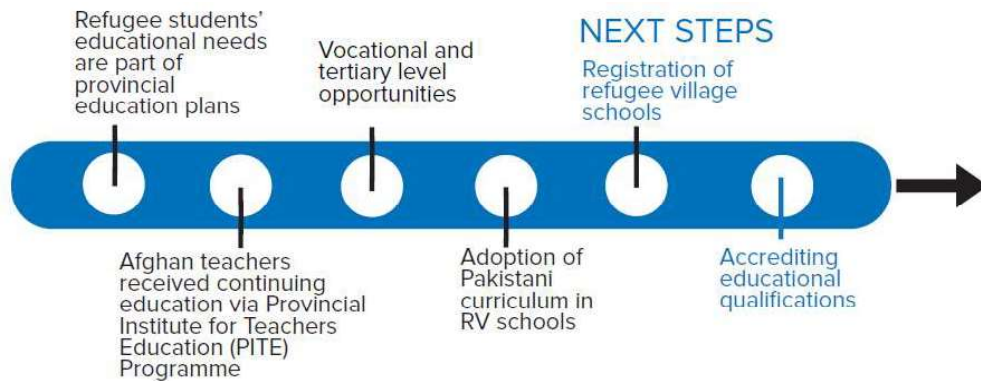 Refugee students'
educational needs
are part of
provincial
education plans
Afghan teachers
received continuing
education via Provincial
Institute for Teachers
Education (PITE)
Programme
Vocational and
tertiary level
opportunities
Adoption of
Pakistani
curriculum in
RV schools
NEXT STEPS
Registration of
refugee village
schools
Accrediting
educational
qualifications